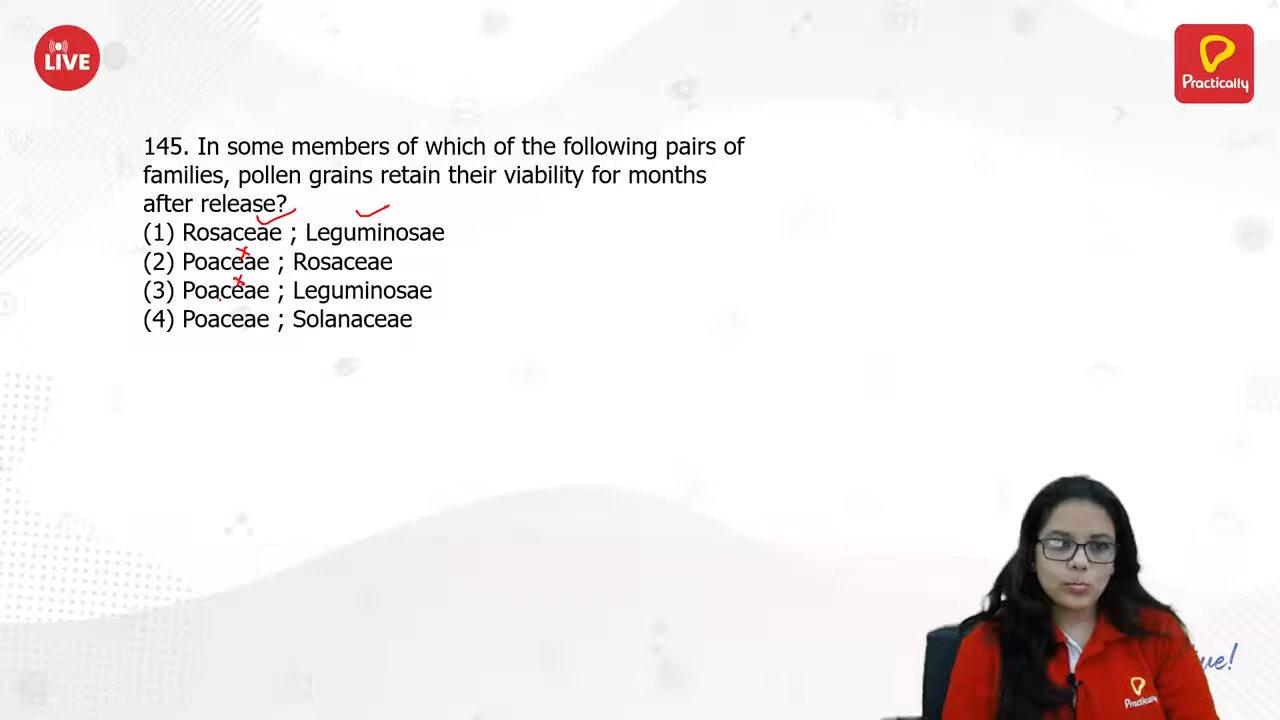 LIVE
Practically
145. In some members of which of the following pairs of
families, pollen grains retain their viability for months
after release?
(1) Rosaceae ; Leguminosae
(2) Poaceae ; Rosaceae
(3) Poaceae ; Leguminosae
(4) Poaceae ; Solanaceae
Practically